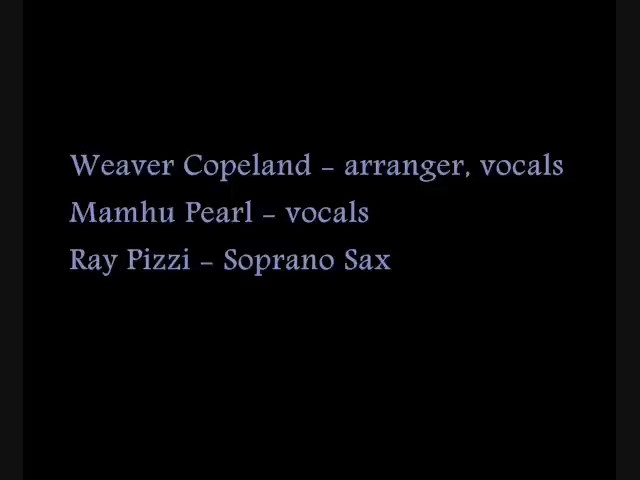 Weaver Copeland - arranger, vocals
Mamhu Pearl - vocals
Ray Pizzi - Soprano Sax